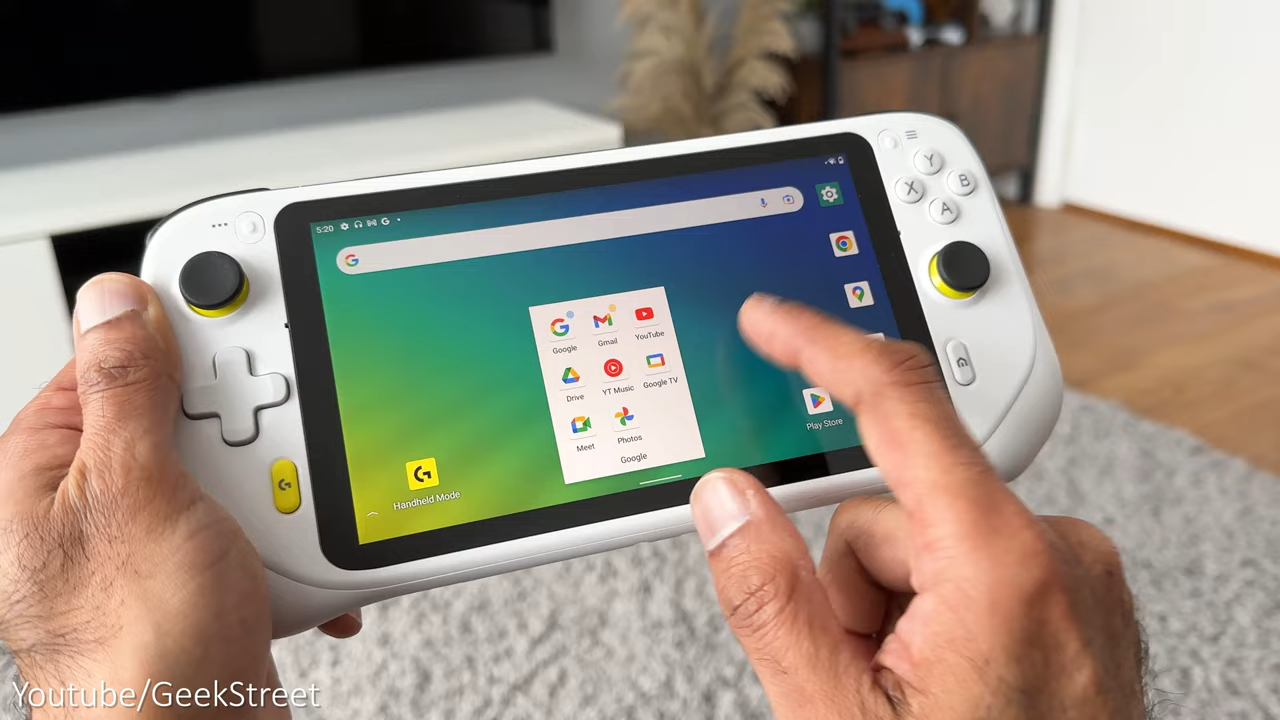 5:20
Y
X
B
A
Google
Gmail
YouTube
Drive
YT Music
Google TV
Meet
Photos
Google
Play Store
Handheld Mode
Youtube/GeekStreet